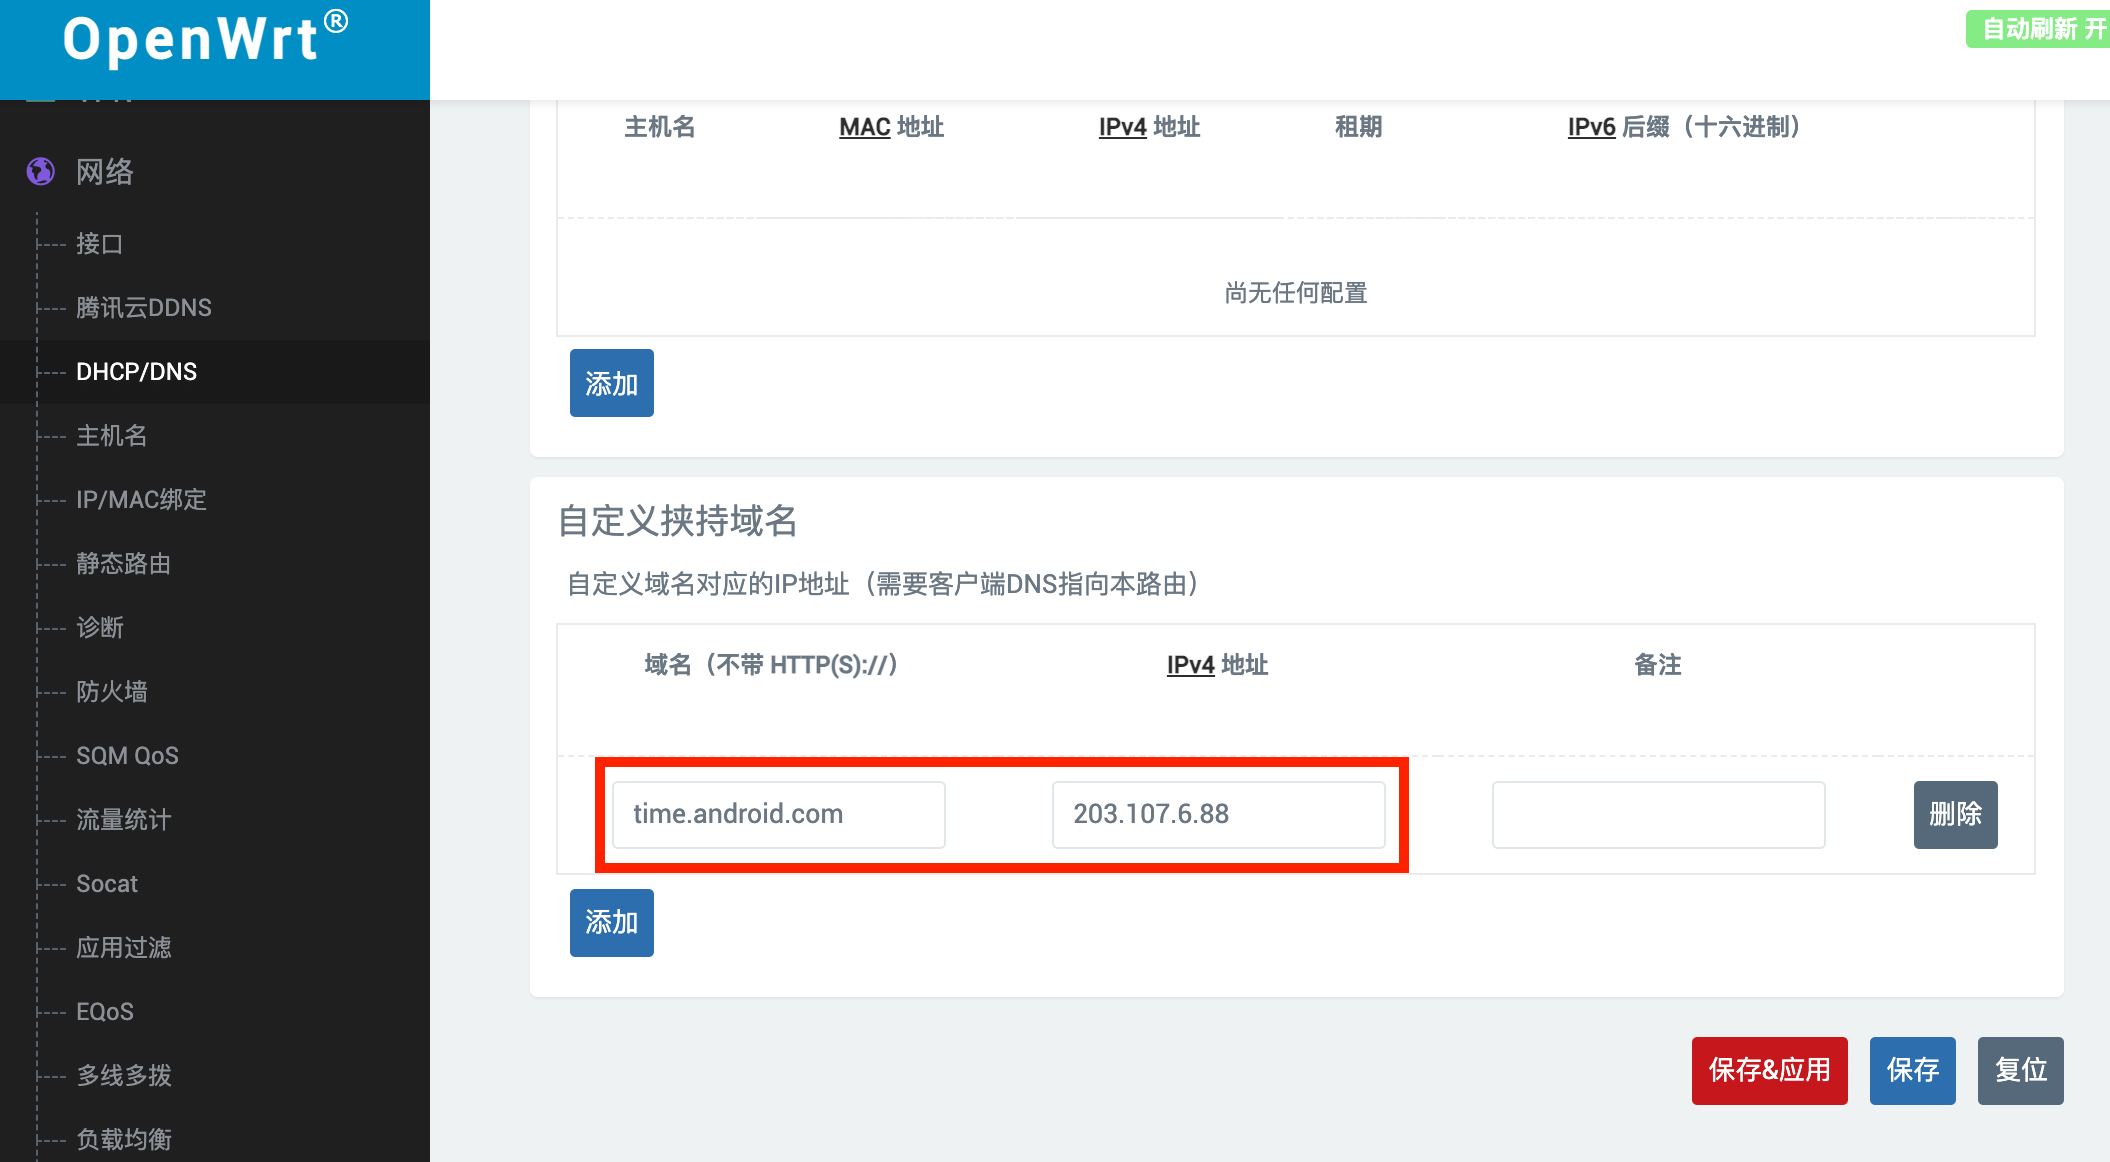 OpenWrt®
自动刷新 开
网络
接口
腾讯云DDNS
DHCP/DNS
主机名
IP/MAC绑定
静态路由
诊断
防火墙
SQM QoS
流量统计
Socat
应用过滤
EQoS
多线多拨
负载均衡
主机名 MAC 地址 IPv4 地址 租期 IPv6 后缀（十六进制）
尚无任何配置
添加
自定义挟持域名
自定义域名对应的IP地址（需要客户端DNS指向本路由）
域名（不带 HTTP(S)://） IPv4 地址 备注
time.android.com 203.107.6.88 删除
添加
保存&应用 保存 复位